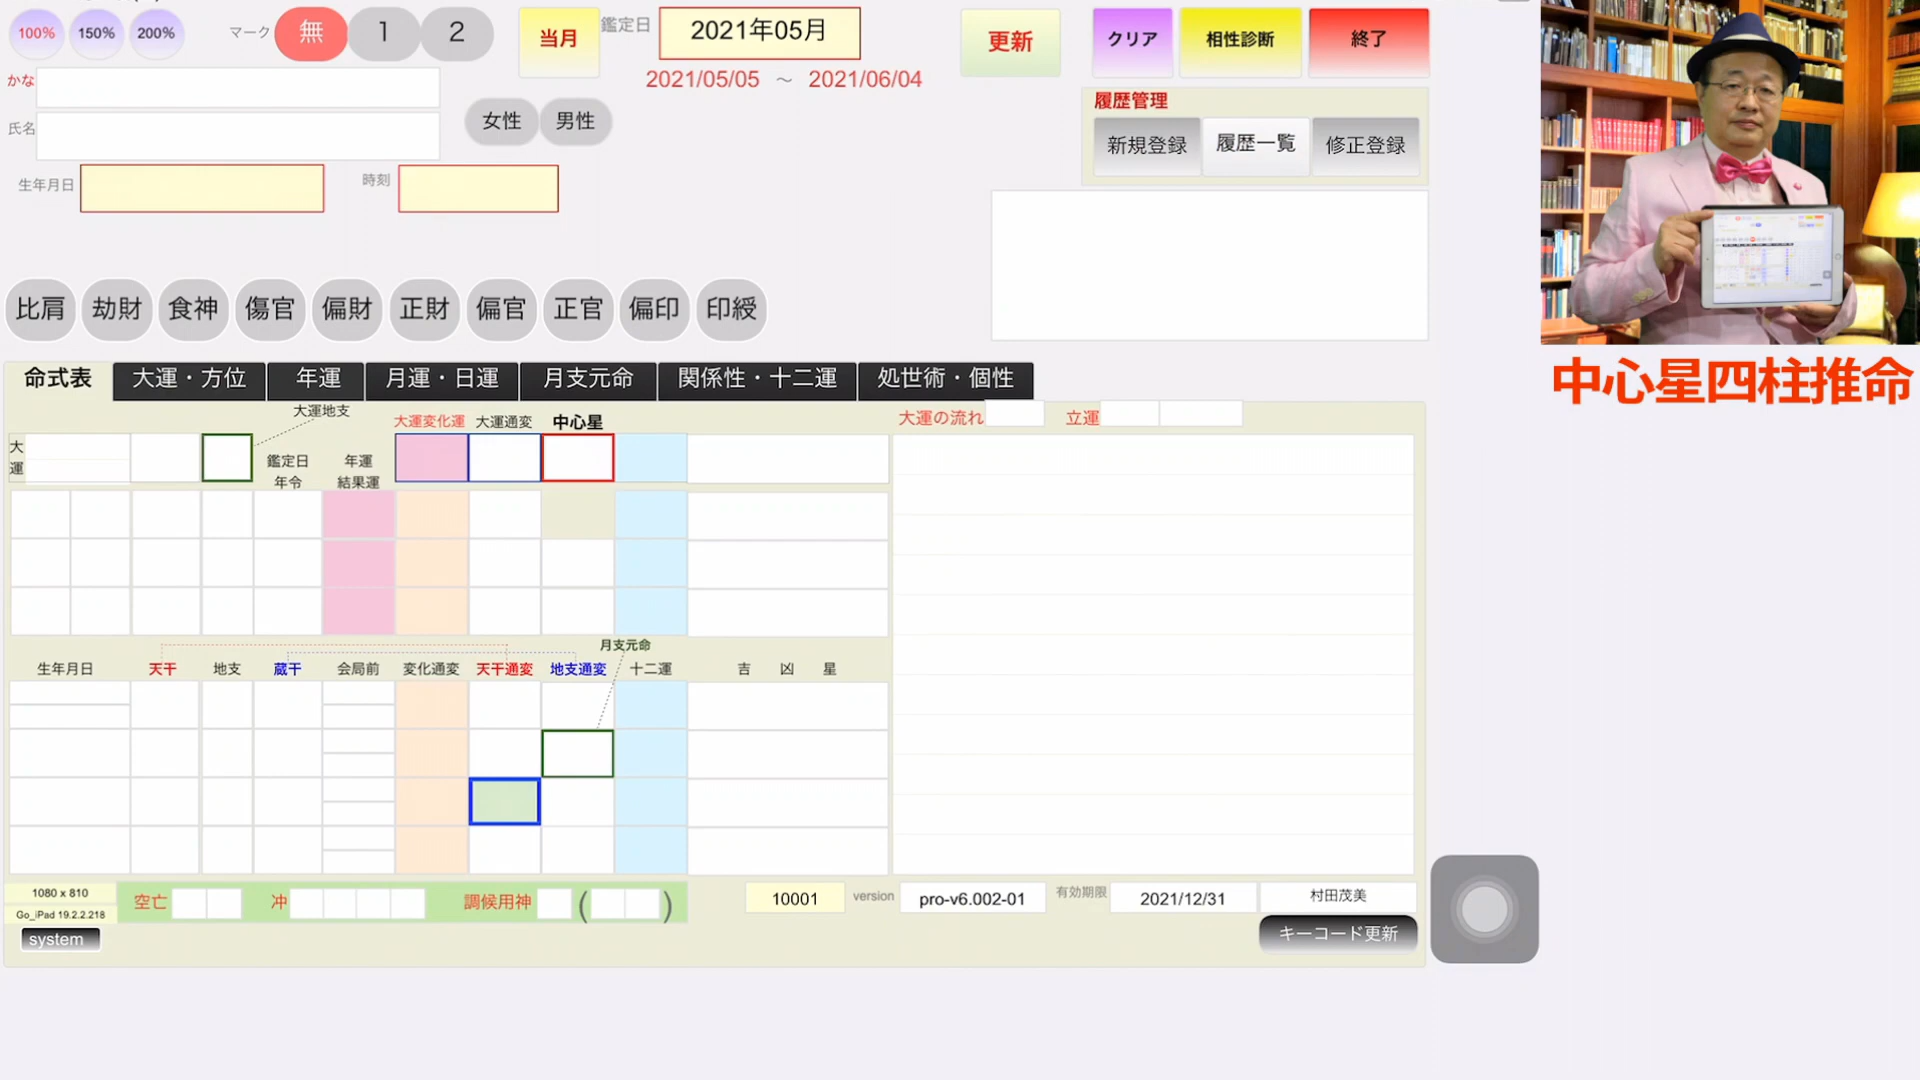 100% 150% 200% マーク 無 1 2 当月 鑑定日 2021年05月 更新 クリア 相性診断 終了
2021/05/05 ～ 2021/06/04
かな
氏名
女性 男性
履歴管理
新規登録 履歴一覧 修正登録
生年月日 時刻
比肩 劫財 食神 傷官 偏財 正財 偏官 正官 偏印 印綬
中心星四柱推命
命式表 大運・方位 年運 月運・日運 月支元命 関係性・十二運 処世術・個性
大運地支
大運変化運 大運通変 中心星
大運の流れ 立運
大運
鑑定日年令
年運結果運
月支元命
生年月日 天干 地支 蔵干 会局前 変化通変 天干通変 地支通変 十二運 吉 凶 星
1080 x 810
Go_iPad 19.2.2.218
空亡 冲 調候用神 ( )
10001 version pro-v6.002-01 有効期限 2021/12/31 村田茂美
system
キーコード更新